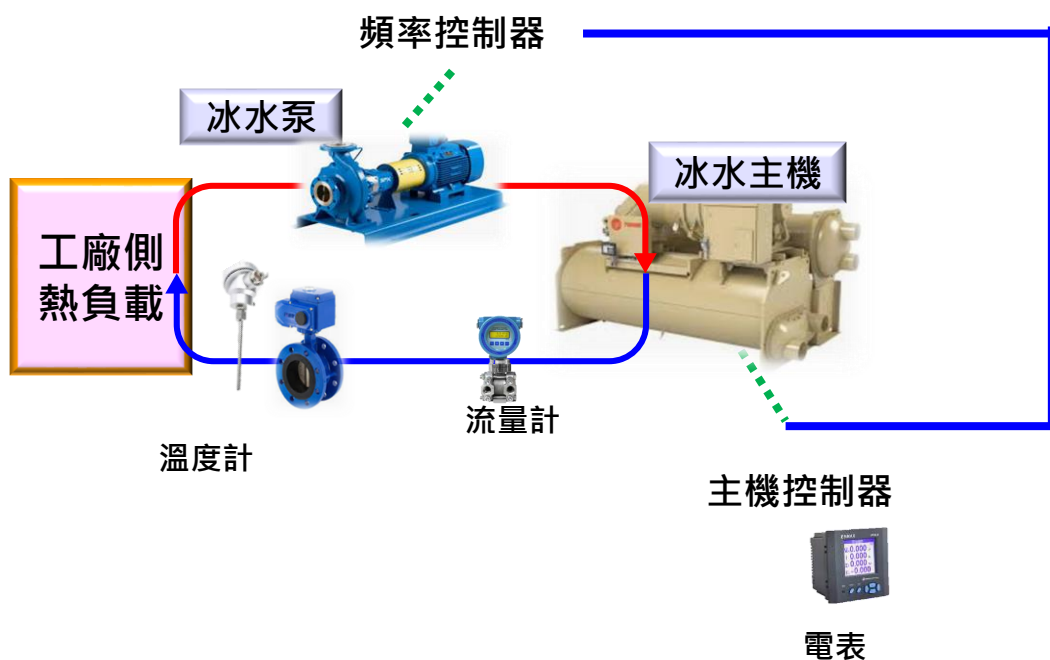 頻率控制器
冰水泵
冰水主機
工廠側
熱負載
流量計
溫度計
主機控制器
電表